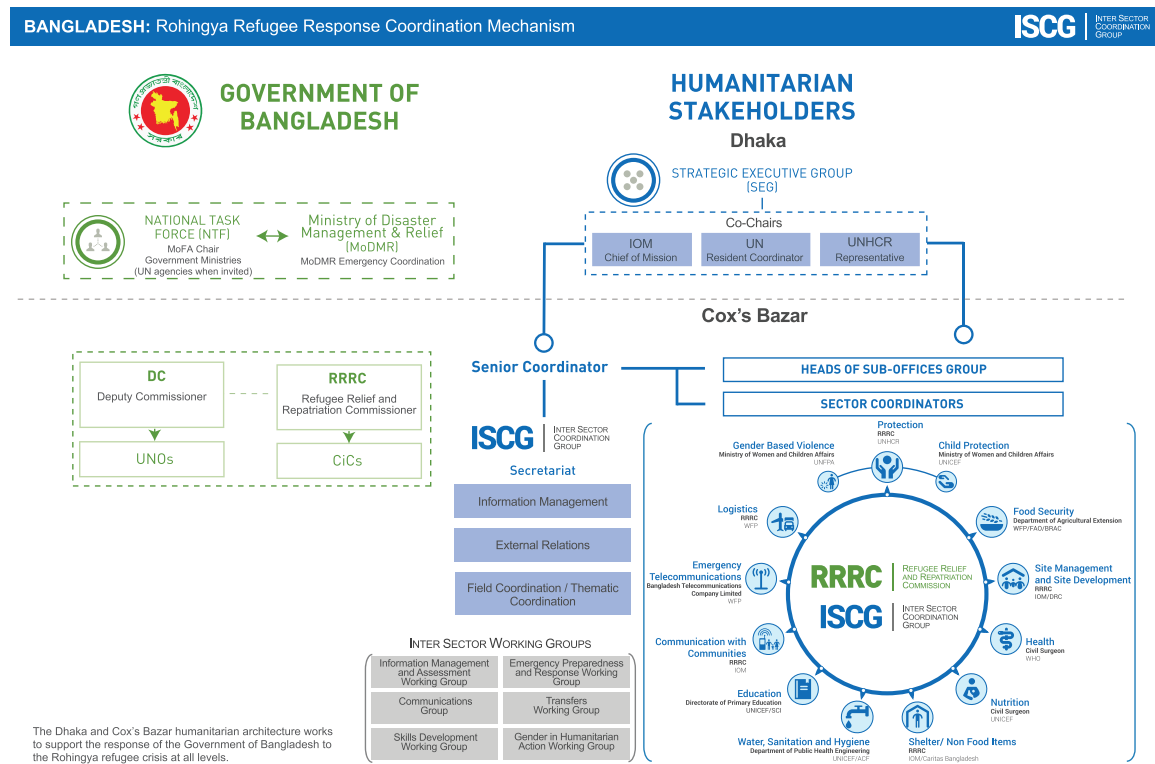 BANGLADESH: Rohingya Refugee Response Coordination Mechanism
ISCG
INTER SECTOR
COORDINATION
GROUP
গণপ্রজাতন্ত্রী বাংলাদেশ
সরকার
GOVERNMENT OF
BANGLADESH
HUMANITARIAN
STAKEHOLDERS
Dhaka
STRATEGIC EXECUTIVE GROUP
(SEG)
NATIONAL TASK
FORCE (NTF)
MoFA Chair
Government Ministries
(UN agencies when invited)
Ministry of Disaster
Management & Relief
(MoDMR)
MoDMR Emergency Coordination
Co-Chairs
IOM
Chief of Mission
UN
Resident Coordinator
UNHCR
Representative
Cox's Bazar
DC
Deputy Commissioner
UNOs
RRRC
Refugee Relief and
Repatriation Commissioner
CiCs
Senior Coordinator
HEADS OF SUB-OFFICES GROUP
SECTOR COORDINATORS
ISCG
INTER SECTOR
COORDINATION
GROUP
Secretariat
Information Management
External Relations
Field Coordination / Thematic
Coordination
INTER SECTOR WORKING GROUPS
Information Management
and Assessment
Working Group
Emergency Preparedness
and Response Working
Group
Communications
Group
Transfers
Working Group
Skills Development
Working Group
Gender in Humanitarian
Action Working Group
Protection
RRRC
UNHCR
Gender Based Violence
Ministry of Women and Children Affairs
UNFPA
Child Protection
Ministry of Women and Children Affairs
UNICEF
Logistics
RRRC
WFP
Food Security
Department of Agricultural Extension
WFP/FAO/BRAC
Emergency
Telecommunications
Bangladesh Telecommunications
Company Limited
WFP
Site Management
and Site Development
RRRC
IOM/DRC
RRRC
REFUGEE RELIEF
AND REPATRIATION
COMMISSION
ISCG
INTER SECTOR
COORDINATION
GROUP
Communication with
Communities
RRRC
IOM
Health
Civil Surgeon
WHO
Education
Directorate of Primary Education
UNICEF/SCI
Nutrition
Civil Surgeon
UNICEF
Water, Sanitation and Hygiene
Department of Public Health Engineering
UNICEF/ACF
Shelter/ Non Food Items
RRRC
IOM/Caritas Bangladesh
The Dhaka and Cox's Bazar humanitarian architecture works
to support the response of the Government of Bangladesh to
the Rohingya refugee crisis at all levels.